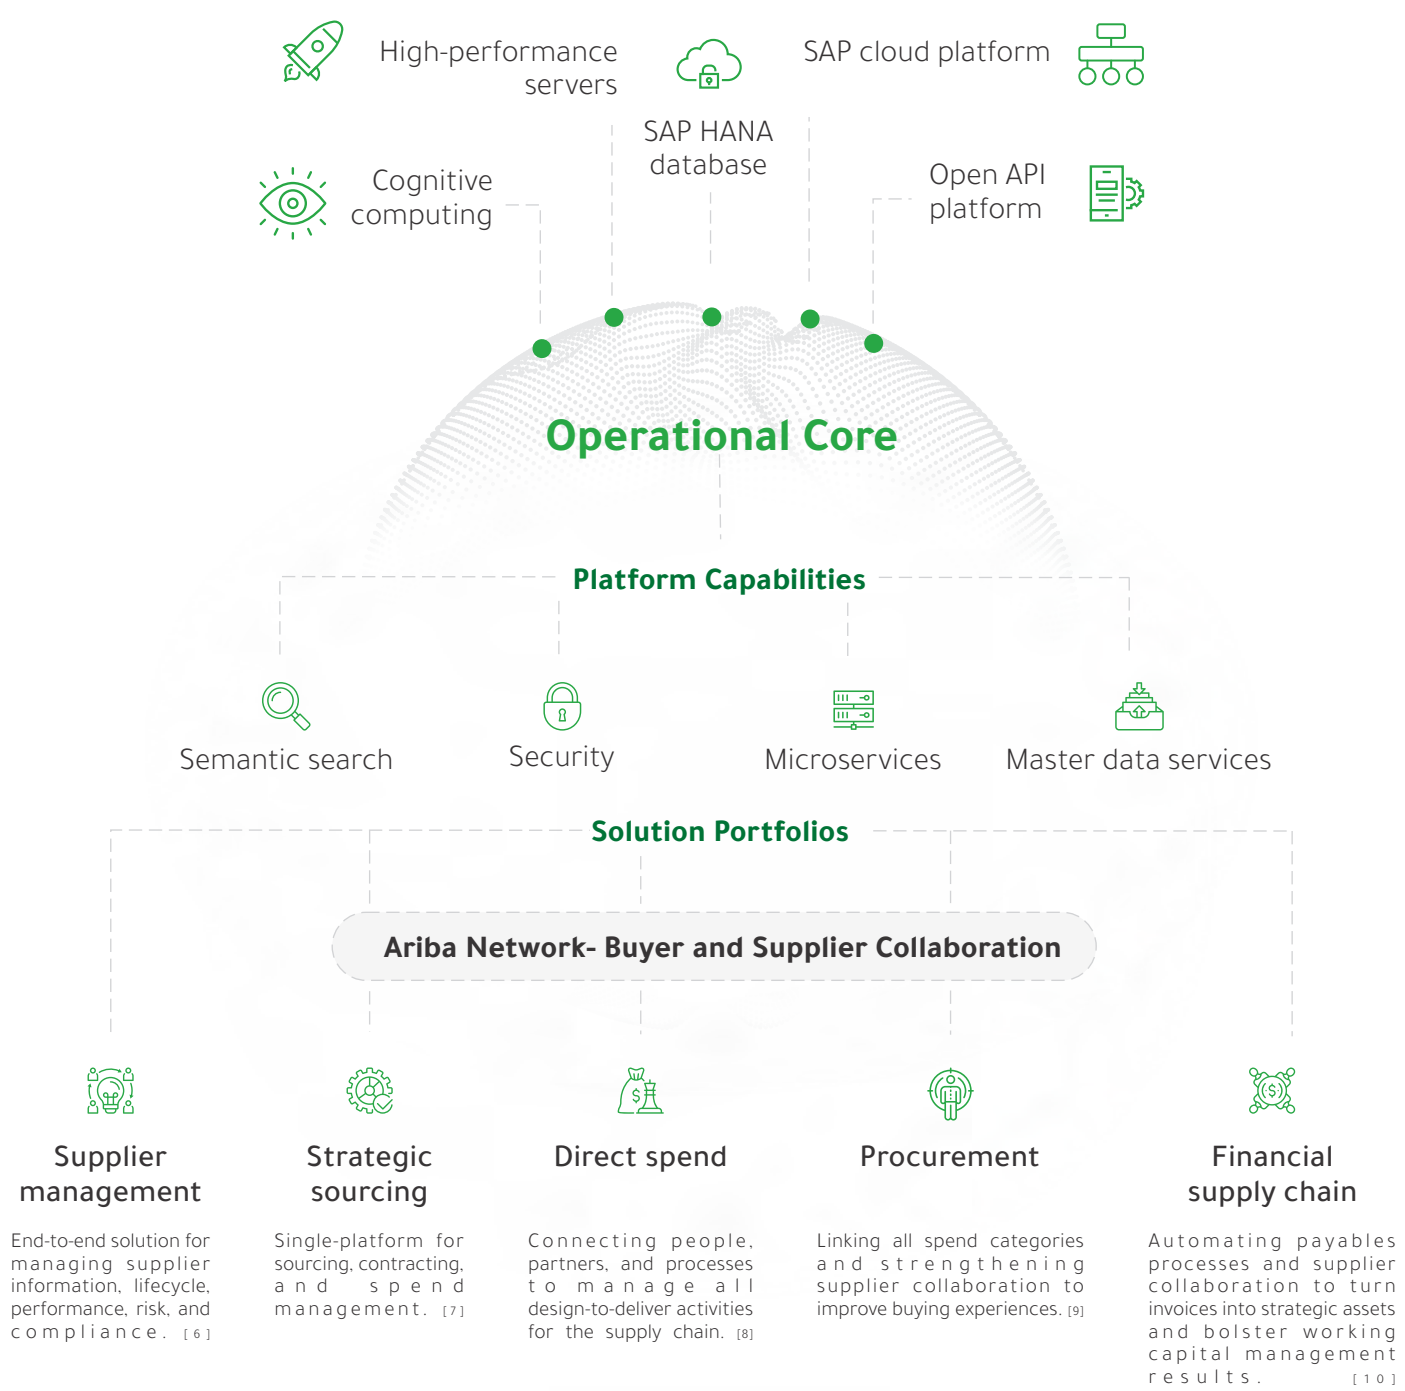 High-performance
servers
SAP cloud platform
SAP HANA
database
Cognitive
computing
Open API
platform
Operational Core
Platform Capabilities
Semantic search
Security
Microservices
Master data services
Solution Portfolios
Ariba Network- Buyer and Supplier Collaboration
Supplier
management
End-to-end solution for
managing supplier
information, lifecycle,
performance, risk, and
compliance. [6]
Strategic
sourcing
Single-platform for
sourcing, contracting,
and spend
management. [7]
Direct spend
Connecting people,
partners, and processes
to manage all
design-to-deliver activities
for the supply chain. [8]
Procurement
Linking all spend categories
and strengthening
supplier collaboration to
improve buying experiences. [9]
Financial
supply chain
Automating payables
processes and supplier
collaboration to turn
invoices into strategic assets
and bolster working
capital management
results. [10]